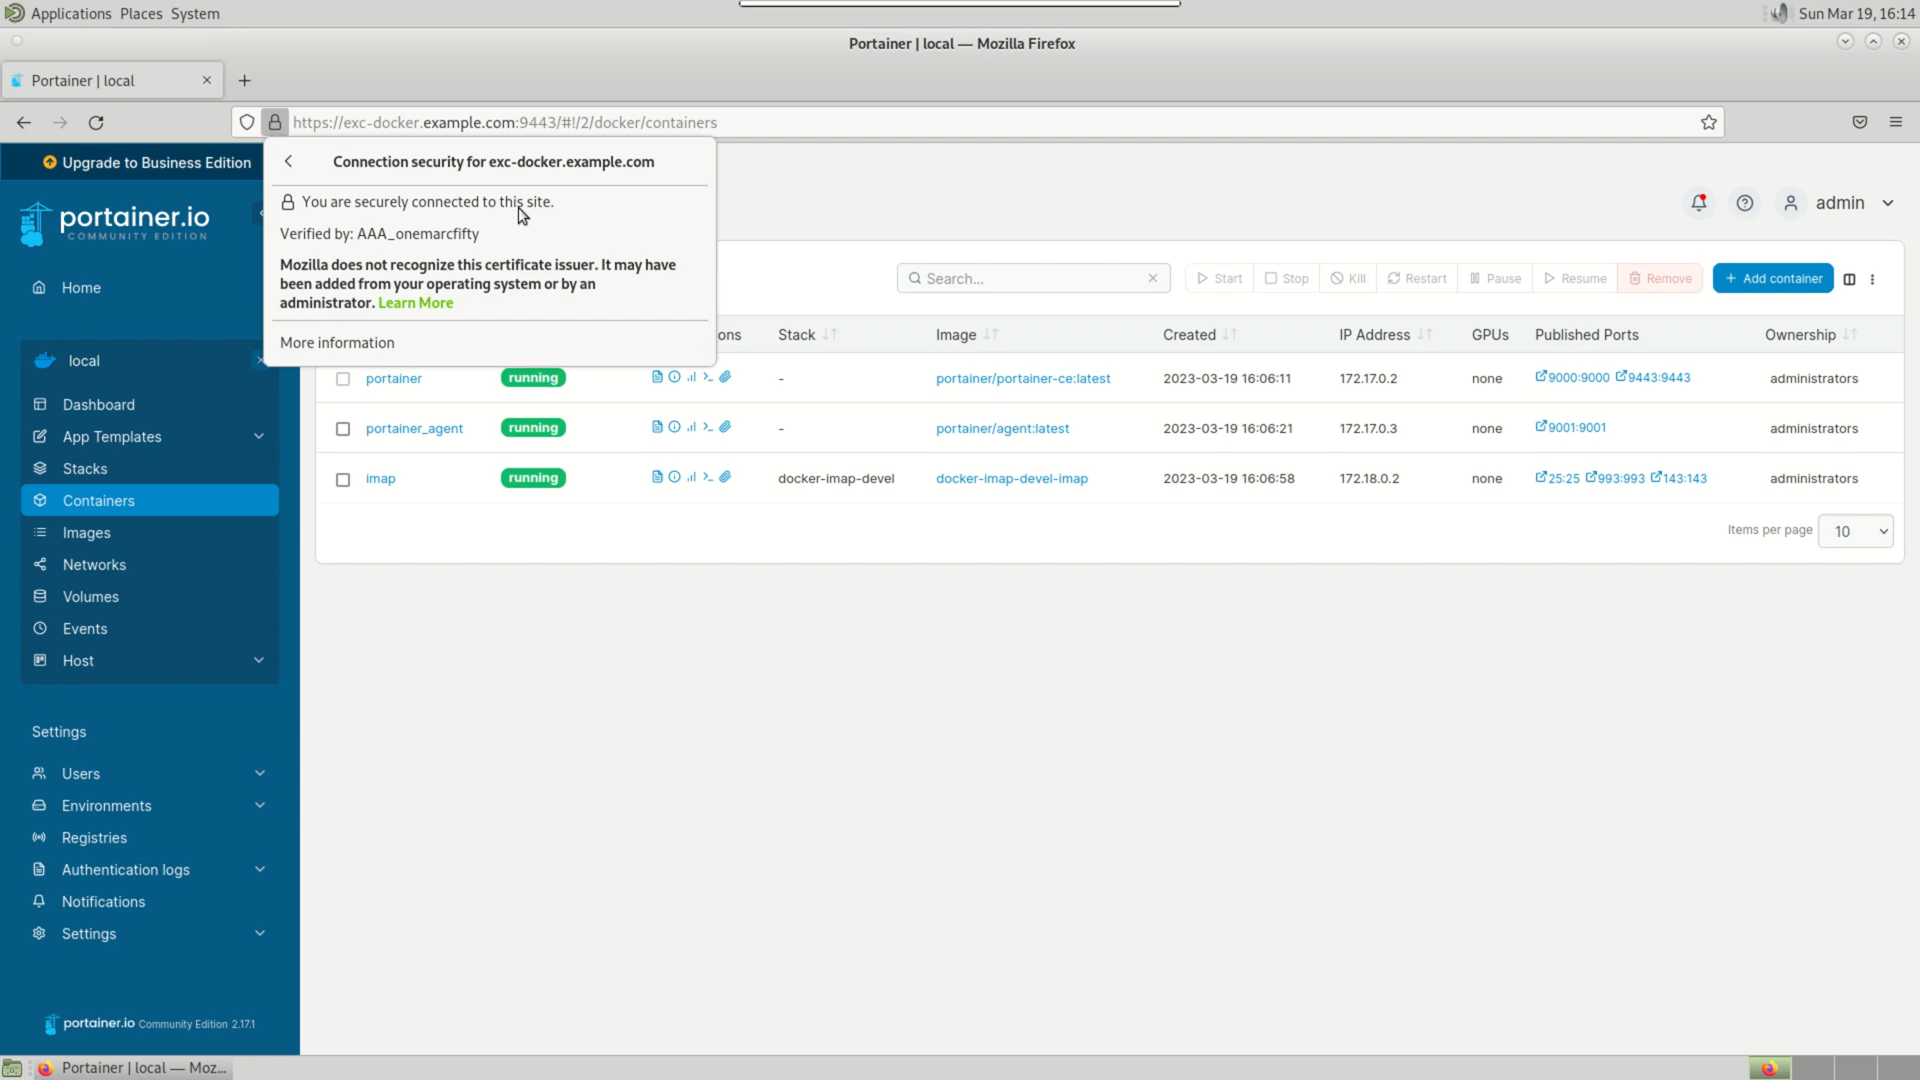 Applications Places System
Sun Mar 19, 16:14
Portainer | local — Mozilla Firefox
Portainer | local
https://exc-docker.example.com:9443/#!/2/docker/containers
Upgrade to Business Edition
Connection security for exc-docker.example.com
You are securely connected to this site.
Verified by: AAA_onemarcfifty
Mozilla does not recognize this certificate issuer. It may have
been added from your operating system or by an
administrator. Learn More
More information
portainer.io
COMMUNITY EDITION
admin
Home
local
Dashboard
App Templates
Stacks
Containers
Images
Networks
Volumes
Events
Host
Settings
Users
Environments
Registries
Authentication logs
Notifications
Settings
portainer.io Community Edition 2.17.1
Search...
Start Stop Kill Restart Pause Resume Remove
+ Add container
ons Stack Image Created IP Address GPUs Published Ports Ownership
portainer running - portainer/portainer-ce:latest 2023-03-19 16:06:11 172.17.0.2 none 9000:9000 9443:9443 administrators
portainer_agent running - portainer/agent:latest 2023-03-19 16:06:21 172.17.0.3 none 9001:9001 administrators
imap running docker-imap-devel docker-imap-devel-imap 2023-03-19 16:06:58 172.18.0.2 none 25:25 993:993 143:143 administrators
Items per page 10
Portainer | local — Moz...